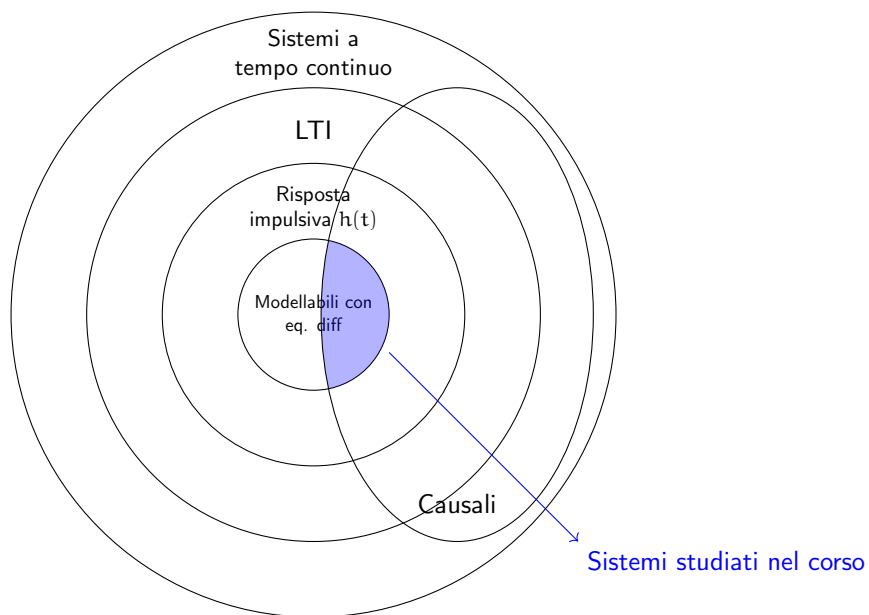 Sistemi a
tempo continuo
LTI
Risposta
impulsiva h(t)
Modellabili con
eq. diff
Causali
Sistemi studiati nel corso